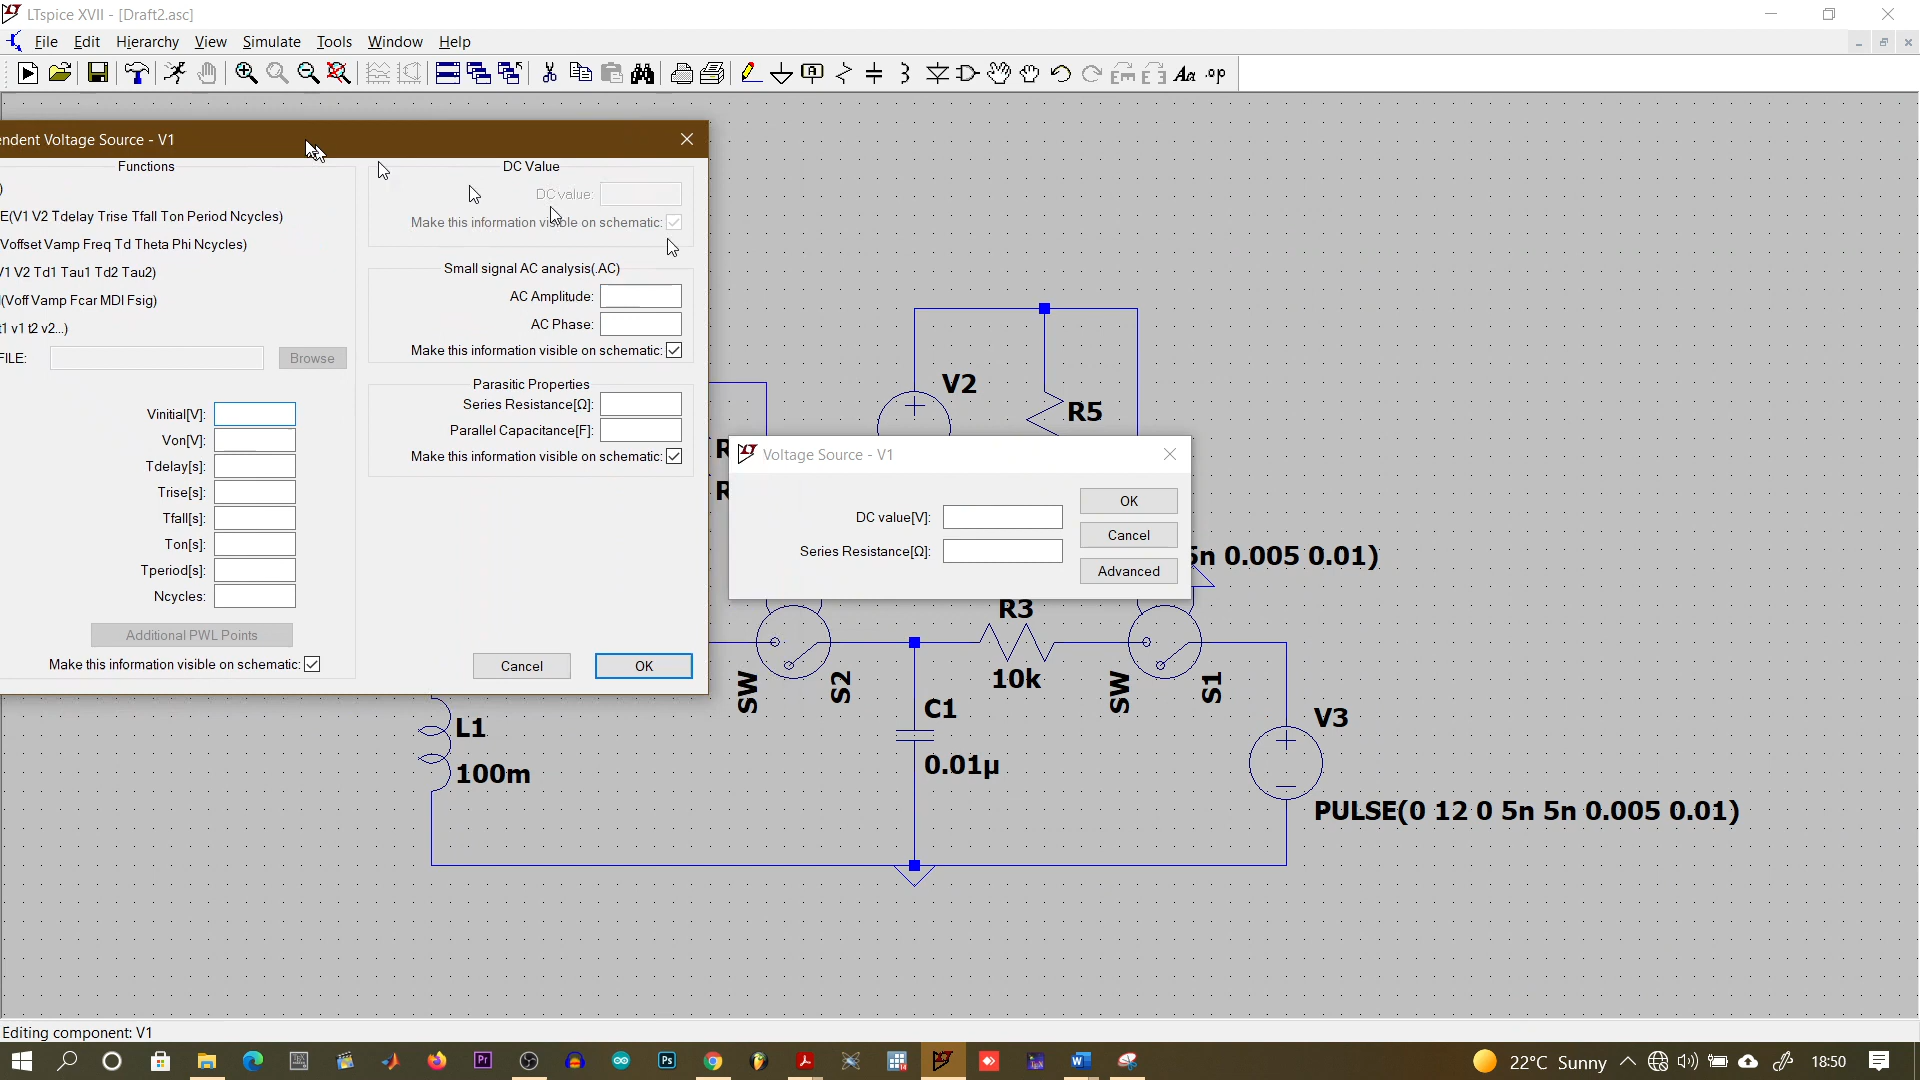 LTspice XVII - [Draft2.asc]
File Edit Hierarchy View Simulate Tools Window Help
Aa .op
endent Voltage Source - V1
Functions
)
E(V1 V2 Tdelay Trise Tfall Ton Period Ncycles)
Voffset Vamp Freq Td Theta Phi Ncycles)
V1 V2 Td1 Tau1 Td2 Tau2)
(Voff Vamp Fcar MDI Fsig)
t1 v1 t2 v2...)
FILE:
Browse
Vinitial[V]:
Von[V]:
Tdelay[s]:
Trise[s]:
Tfall[s]:
Ton[s]:
Tperiod[s]:
Ncycles:
Additional PWL Points
Make this information visible on schematic:
DC Value
DC value:
Make this information visible on schematic:
Small signal AC analysis(.AC)
AC Amplitude:
AC Phase:
Make this information visible on schematic:
Parasitic Properties
Series Resistance[Ω]:
Parallel Capacitance[F]:
Make this information visible on schematic:
Cancel
OK
V2
R5
R
R
Voltage Source - V1
DC value[V]:
Series Resistance[Ω]:
OK
Cancel
Advanced
5n 0.005 0.01)
R3
10k
SW
S2
SW
S1
C1
0.01µ
L1
100m
V3
PULSE(0 12 0 5n 5n 0.005 0.01)
Editing component: V1
22°C Sunny
18:50